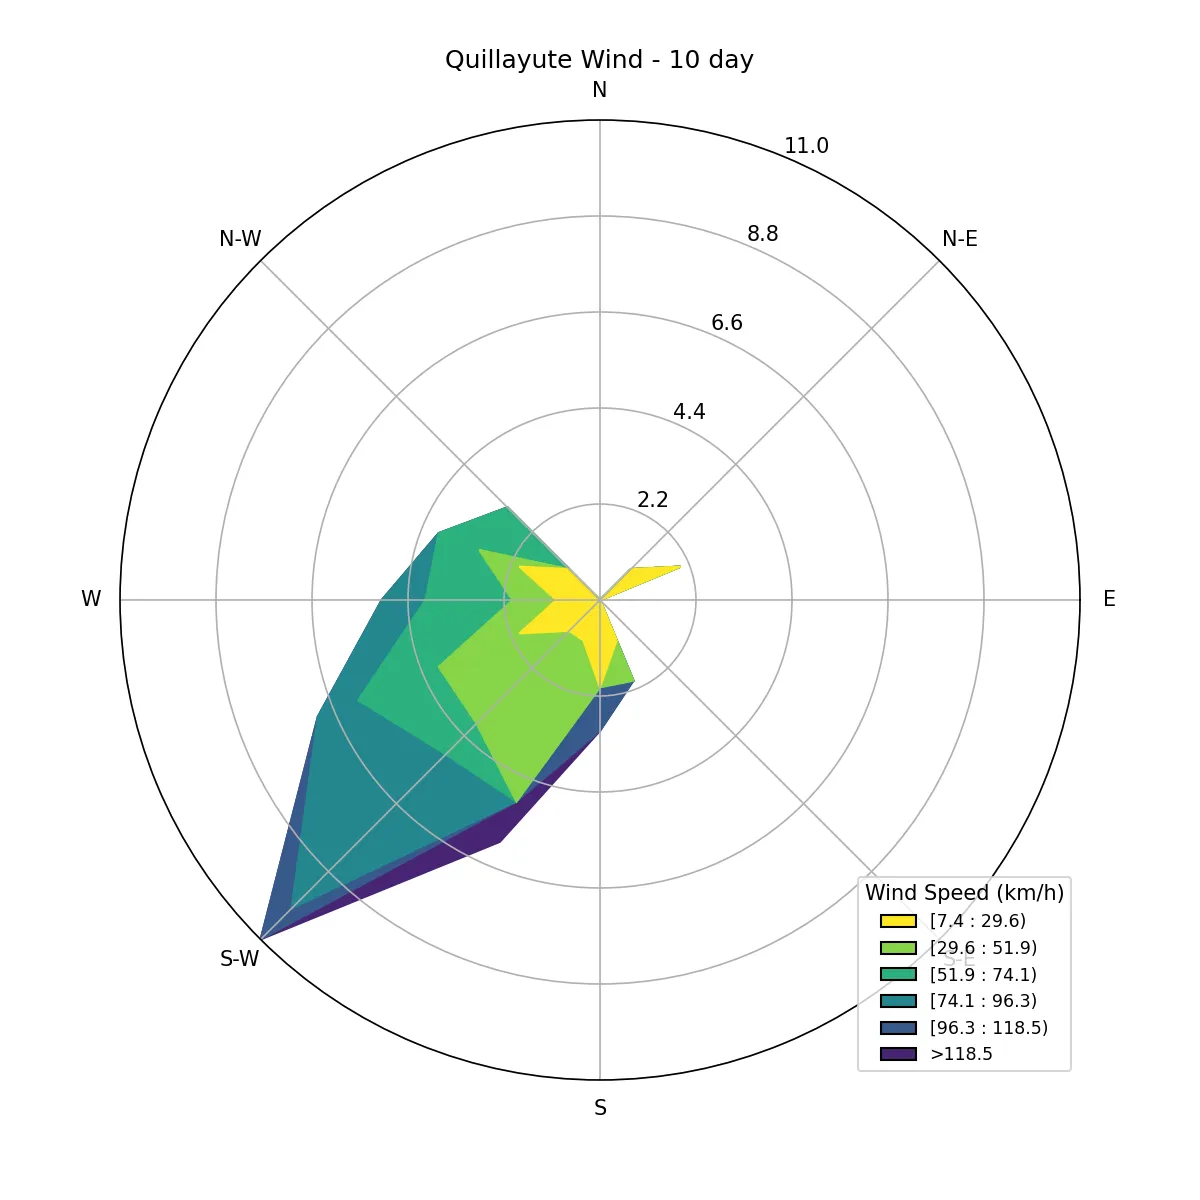 Quillayute Wind - 10 day
N
11.0
8.8
N-W
N-E
6.6
4.4
2.2
W
E
S-W
S-E
Wind Speed (km/h)
[7.4 : 29.6)
[29.6 : 51.9)
[51.9 : 74.1)
[74.1 : 96.3)
[96.3 : 118.5)
>118.5
S